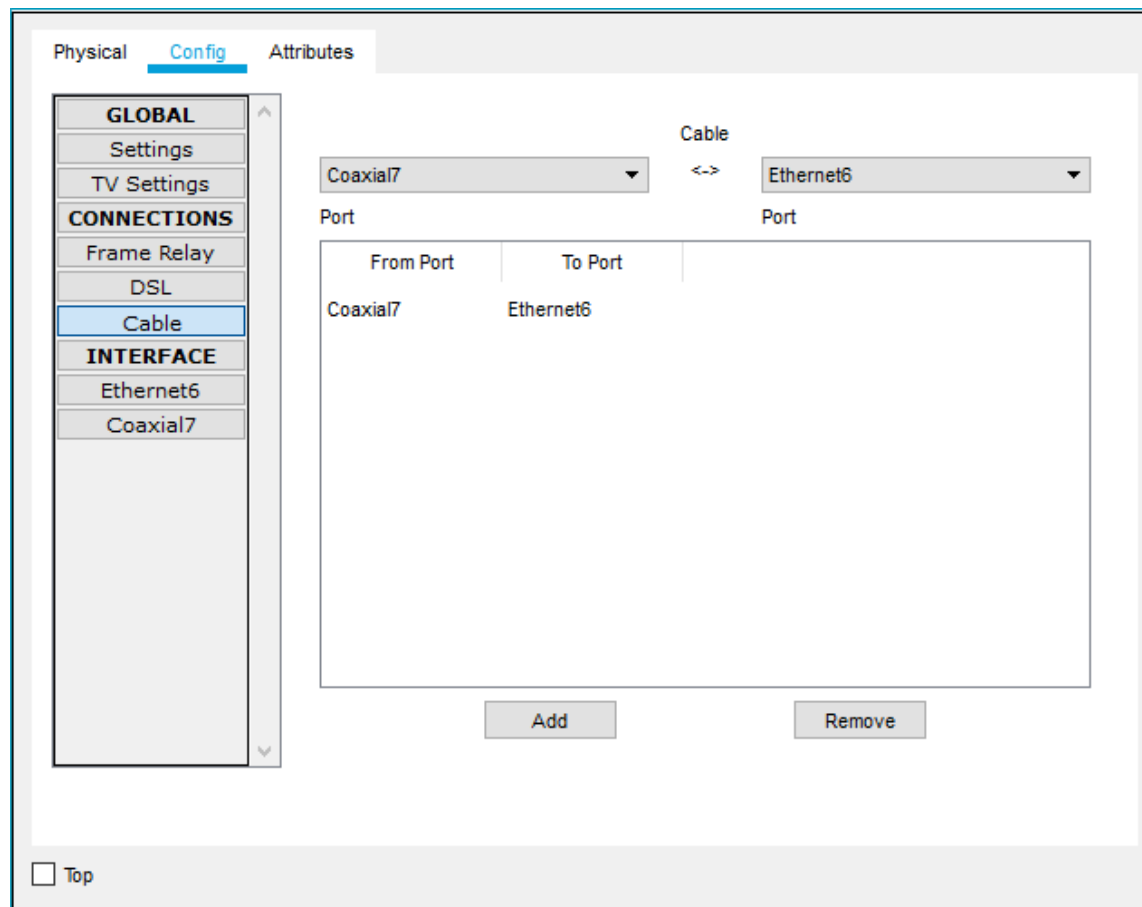 Physical Config Attributes
GLOBAL
Settings
TV Settings
CONNECTIONS
Frame Relay
DSL
Cable
INTERFACE
Ethernet6
Coaxial7
Cable
Coaxial7 <-> Ethernet6
Port Port
From Port To Port
Coaxial7 Ethernet6
Add Remove
Top